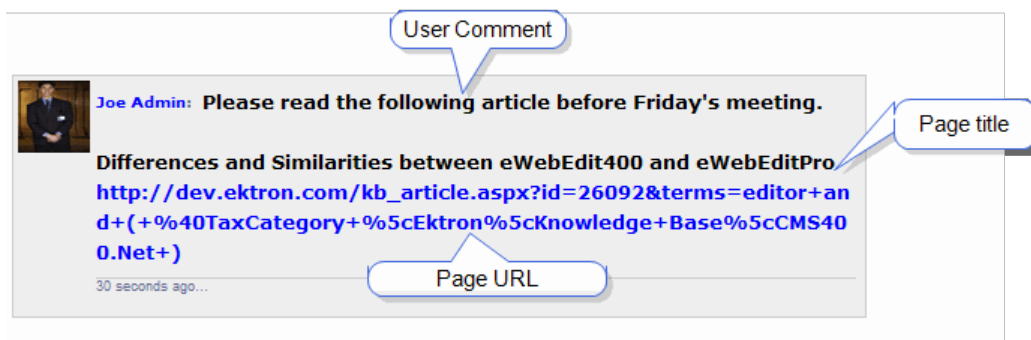 User Comment
Joe Admin: Please read the following article before Friday's meeting.
Page title
Differences and Similarities between eWebEdit400 and eWebEditPro
http://dev.ektron.com/kb_article.aspx?id=26092&terms=editor+an
d+(+%40TaxCategory+%5cEktron%5cKnowledge+Base%5cCMS40
0.Net+)
Page URL
30 seconds ago...